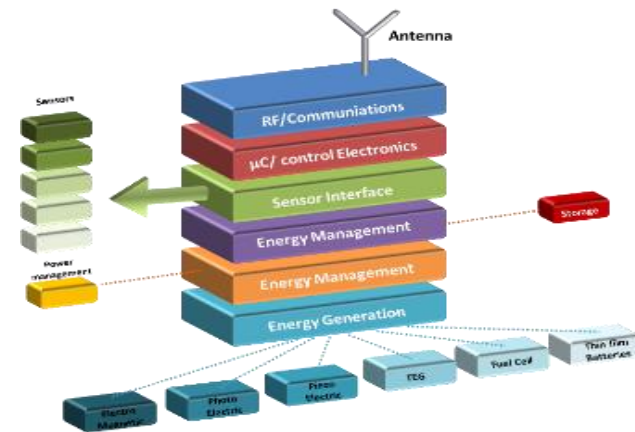 Antenna
Sensors
RF/Communiations
µC/ control Electronics
Sensor Interface
Energy Management
Storage
Power
management
Energy Management
Energy Generation
Thin Film
Batteries
Fuel Cell
TEG
Piezo
Electric
Photo
Electric
Electro
Magnetic